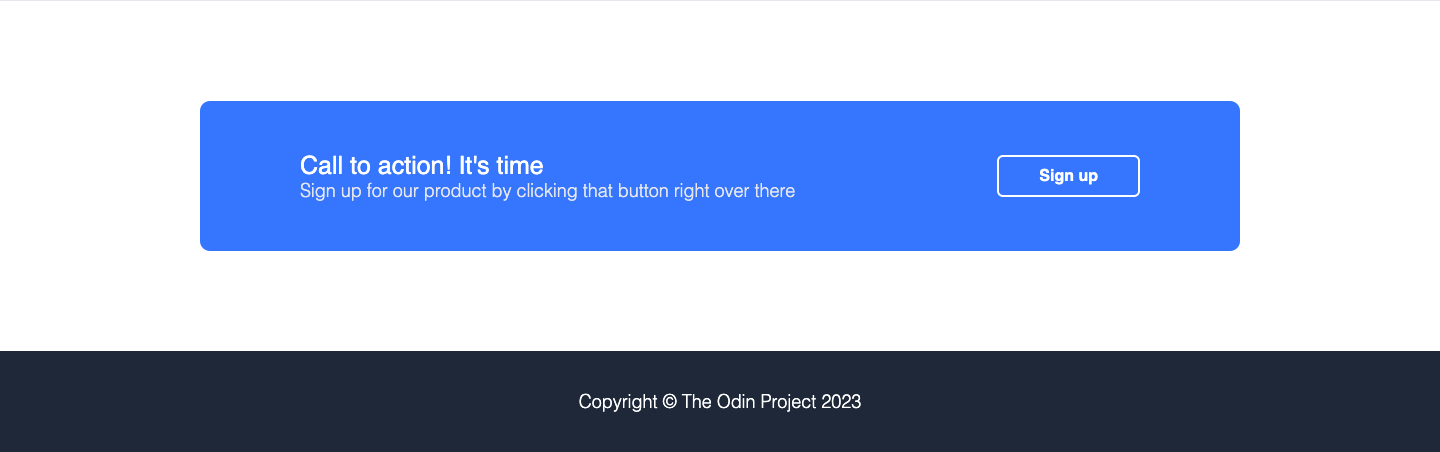 Call to action! It's time
Sign up for our product by clicking that button right over there
Sign up
Copyright © The Odin Project 2023